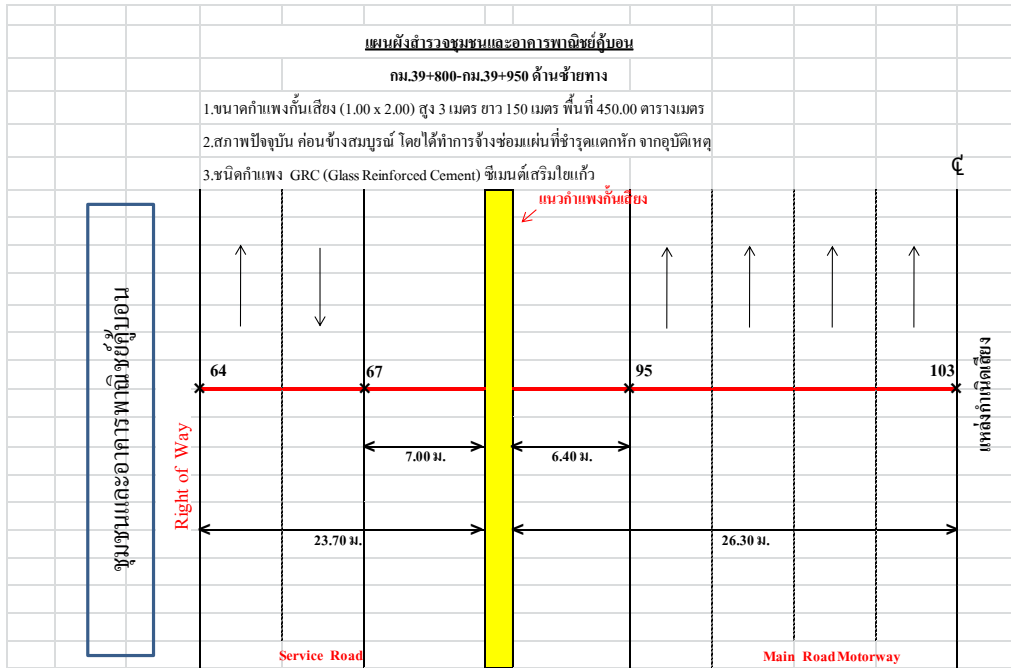 แผนผังสำรวจชุมชนและอาคารพาณิชย์คู้บอน
กม.39+800-กม.39+950 ด้านซ้ายทาง
1.ขนาดกำแพงกั้นเสียง (1.00 x 2.00) สูง 3 เมตร ยาว 150 เมตร พื้นที่ 450.00 ตารางเมตร
2.สภาพปัจจุบัน ค่อนข้างสมบูรณ์ โดยได้ทำการจ้างซ่อมแผ่นที่ชำรุดแตกหัก จากอุบัติเหตุ
3.ชนิดกำแพง GRC (Glass Reinforced Cement) ซีเมนต์เสริมใยแก้ว
℄
แนวกำแพงกั้นเสียง
ชุมชนและอาคารพาณิชย์คู้บอน
64
67
95
103
แหล่งกำเนิดเสียง
Right of Way
7.00 ม.
6.40 ม.
23.70 ม.
26.30 ม.
Service Road
Main Road Motorway